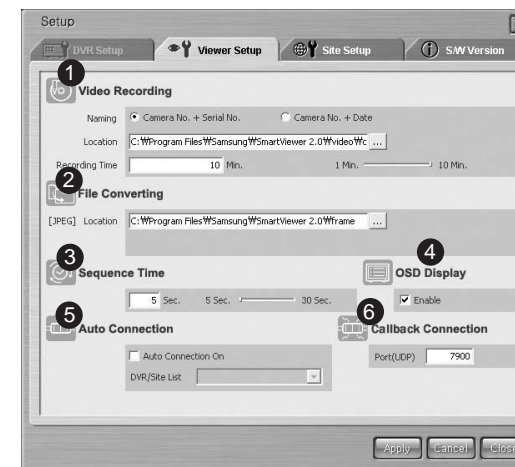 Setup
DVR Setup Viewer Setup Site Setup S/W Version
1
Video Recording
Naming Camera No. + Serial No. Camera No. + Date
Location C:₩Program Files₩Samsung₩SmartViewer 2.0₩video₩c ...
Recording Time 10 Min. 1 Min. 10 Min.
2
File Converting
[JPEG] Location C:₩Program Files₩Samsung₩SmartViewer 2.0₩frame ...
3 4
Sequence Time OSD Display
5 Sec. 5 Sec. 30 Sec. Enable
5 6
Auto Connection Callback Connection
Auto Connection On Port(UDP) 7900
DVR/Site List
Apply Cancel Close